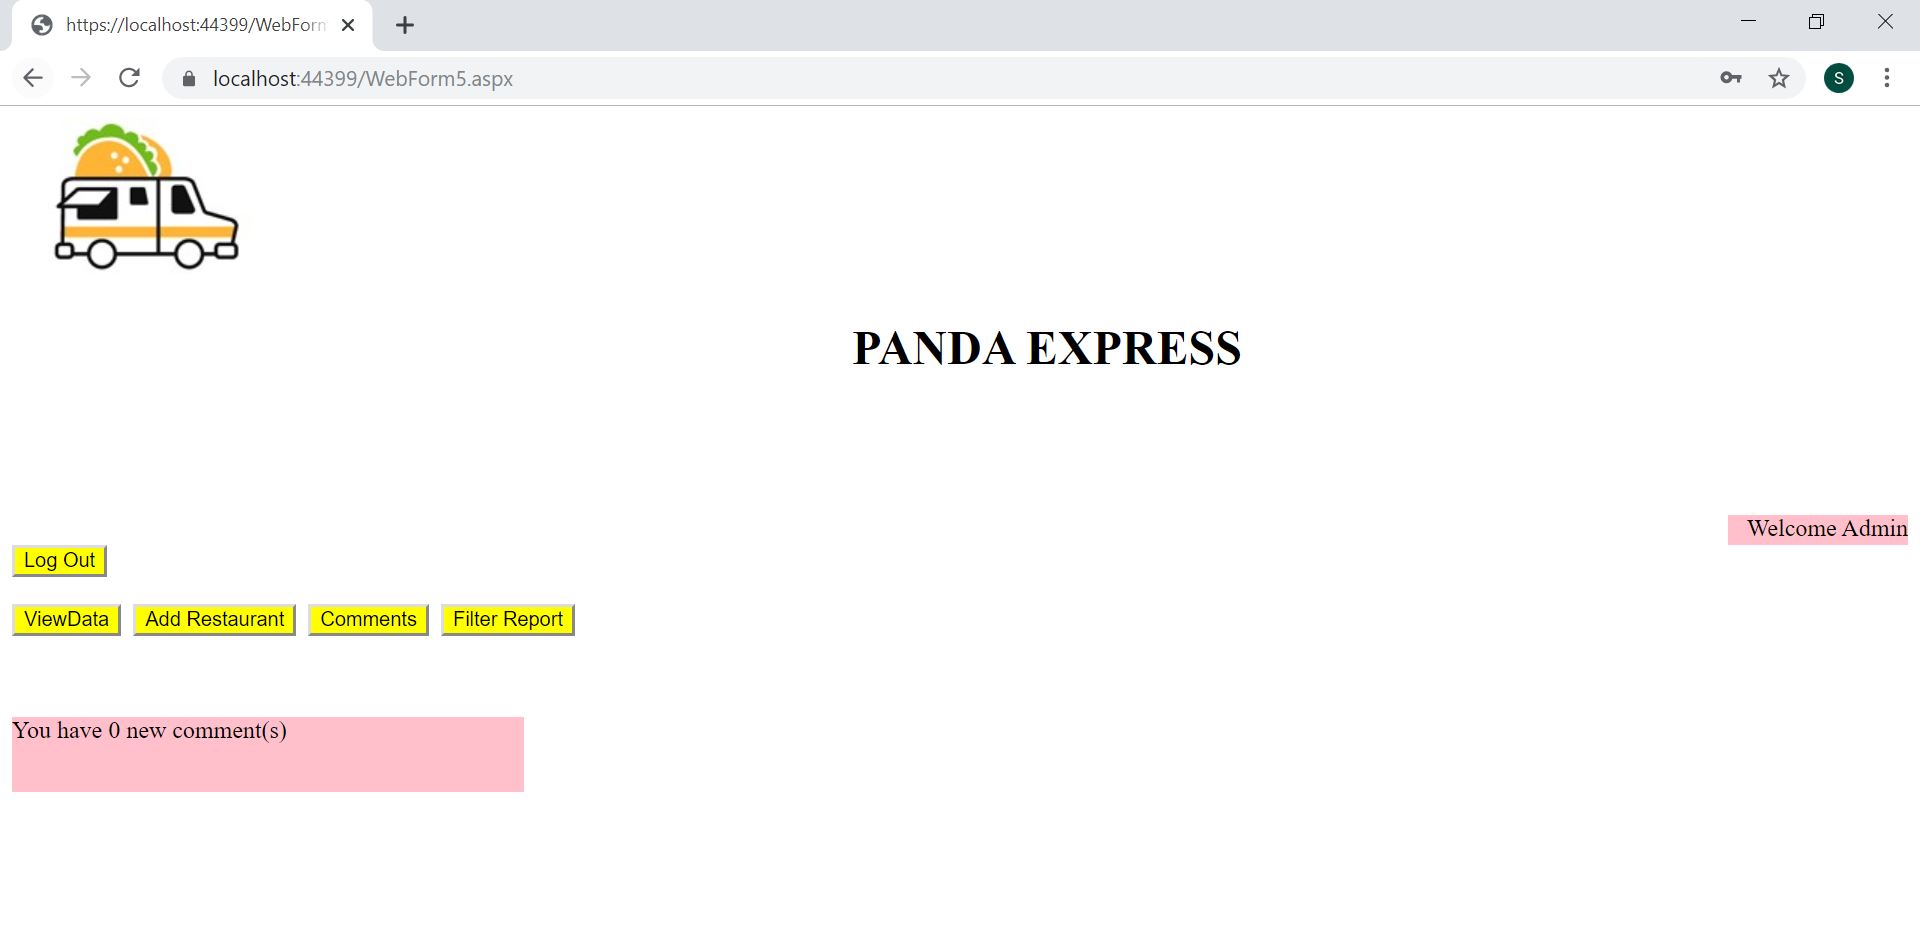 https://localhost:44399/WebForm
localhost:44399/WebForm5.aspx
S
PANDA EXPRESS
Welcome Admin
Log Out
ViewData Add Restaurant Comments Filter Report
You have 0 new comment(s)